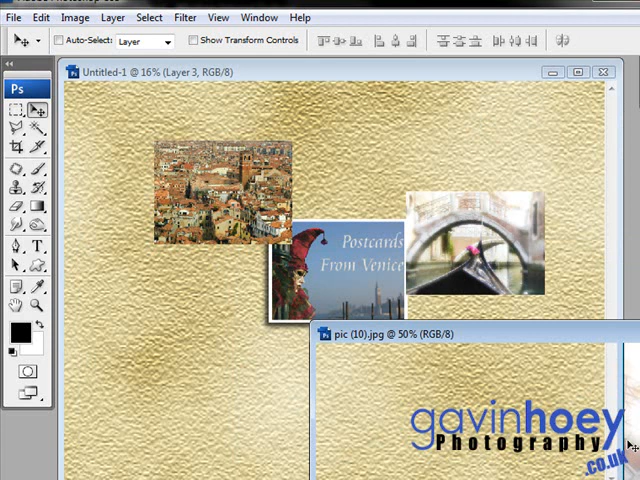 File Edit Image Layer Select Filter View Window Help
Auto-Select: Layer Show Transform Controls
Ps
Untitled-1 @ 16% (Layer 3, RGB/8)
Postcards
From Venice
pic (10).jpg @ 50% (RGB/8)
gavinhoey
Photography
.co.uk